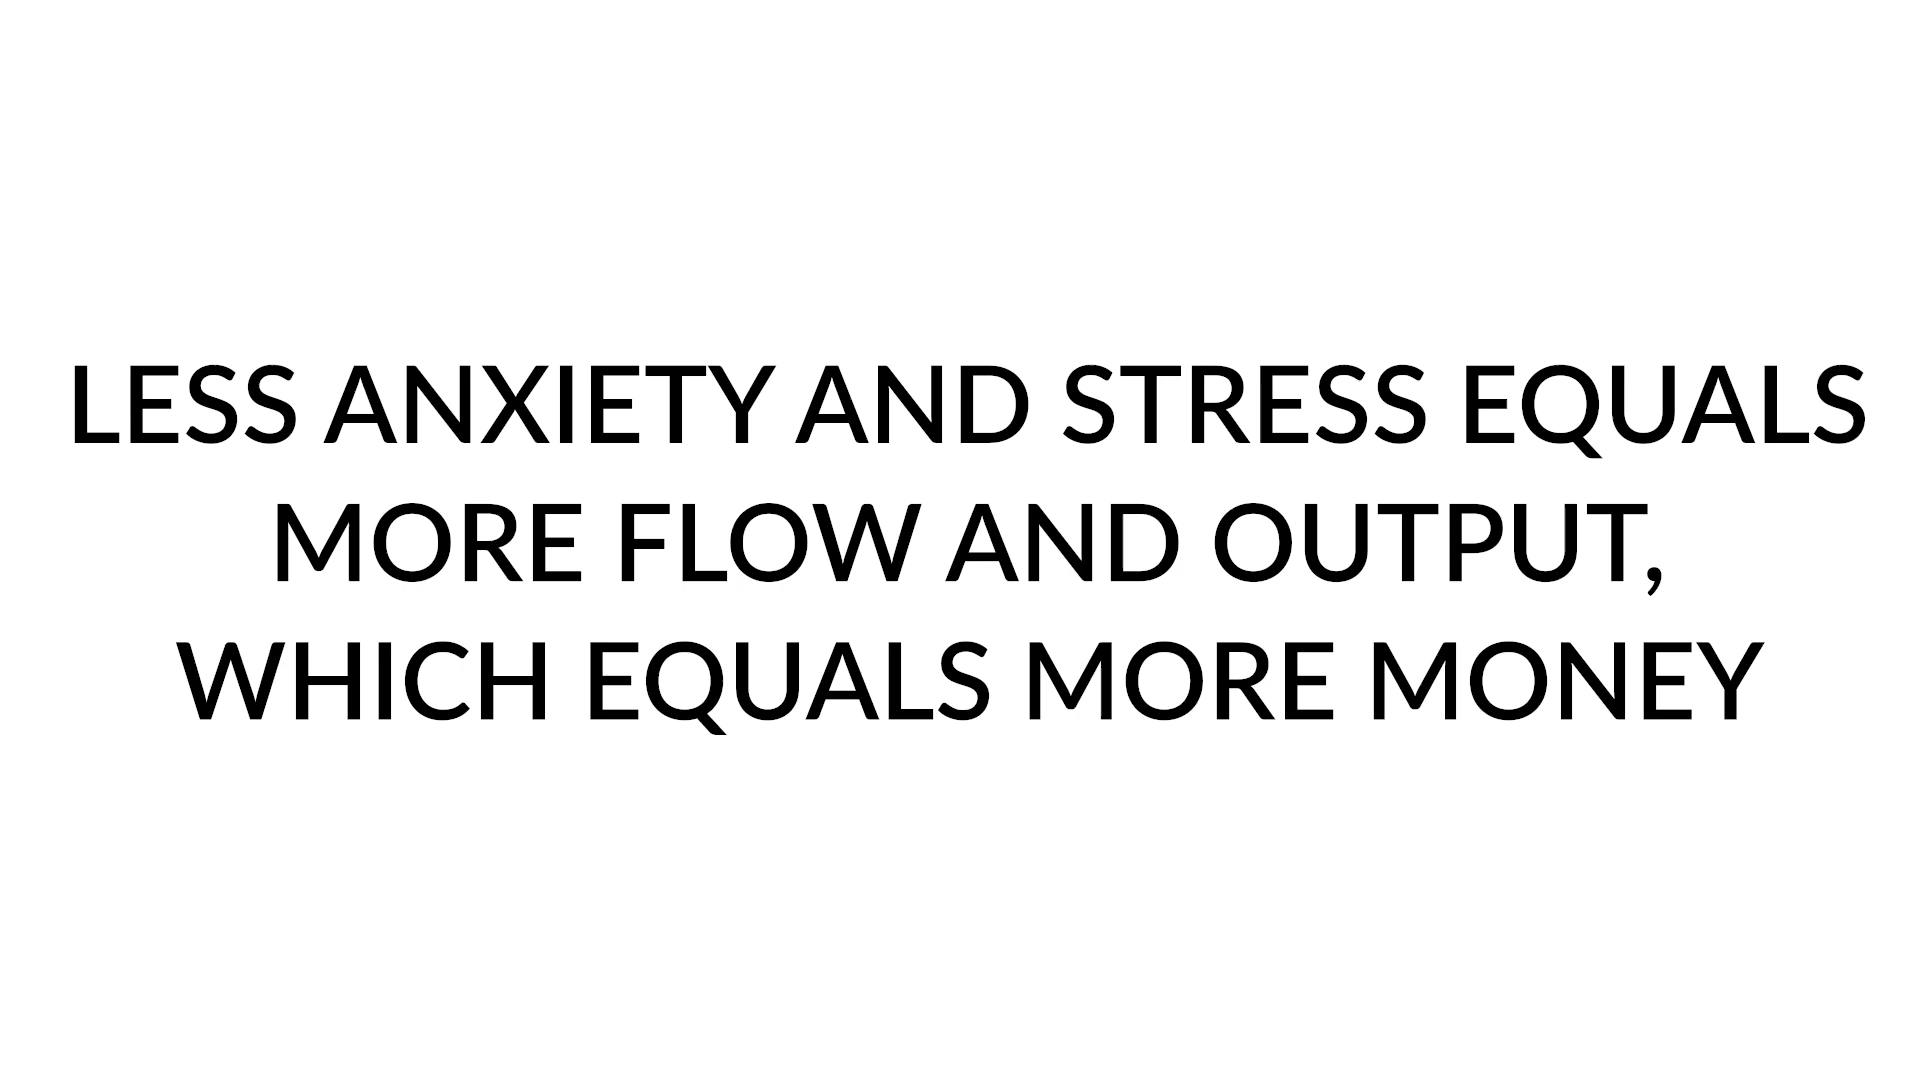 LESS ANXIETY AND STRESS EQUALS
MORE FLOW AND OUTPUT,
WHICH EQUALS MORE MONEY